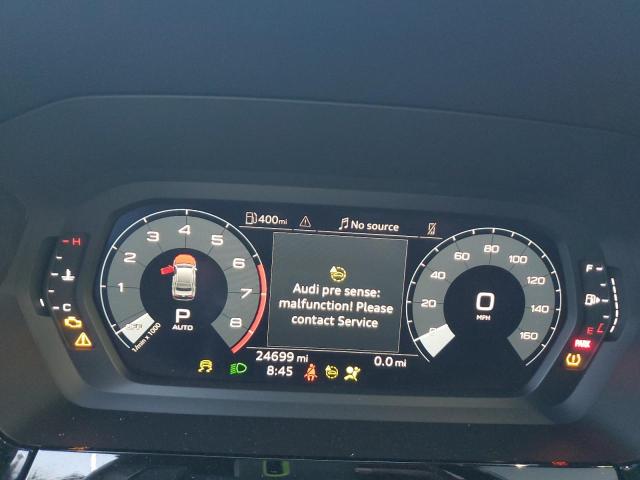 400mi
No source
H
C
1 2 3 4 5 6 7 8
1/min x 1000
P
AUTO
Audi pre sense:
malfunction! Please
contact Service
20 40 60 80 100 120 140 160
0
MPH
F
E
PARK
24699 mi 0.0 mi
8:45